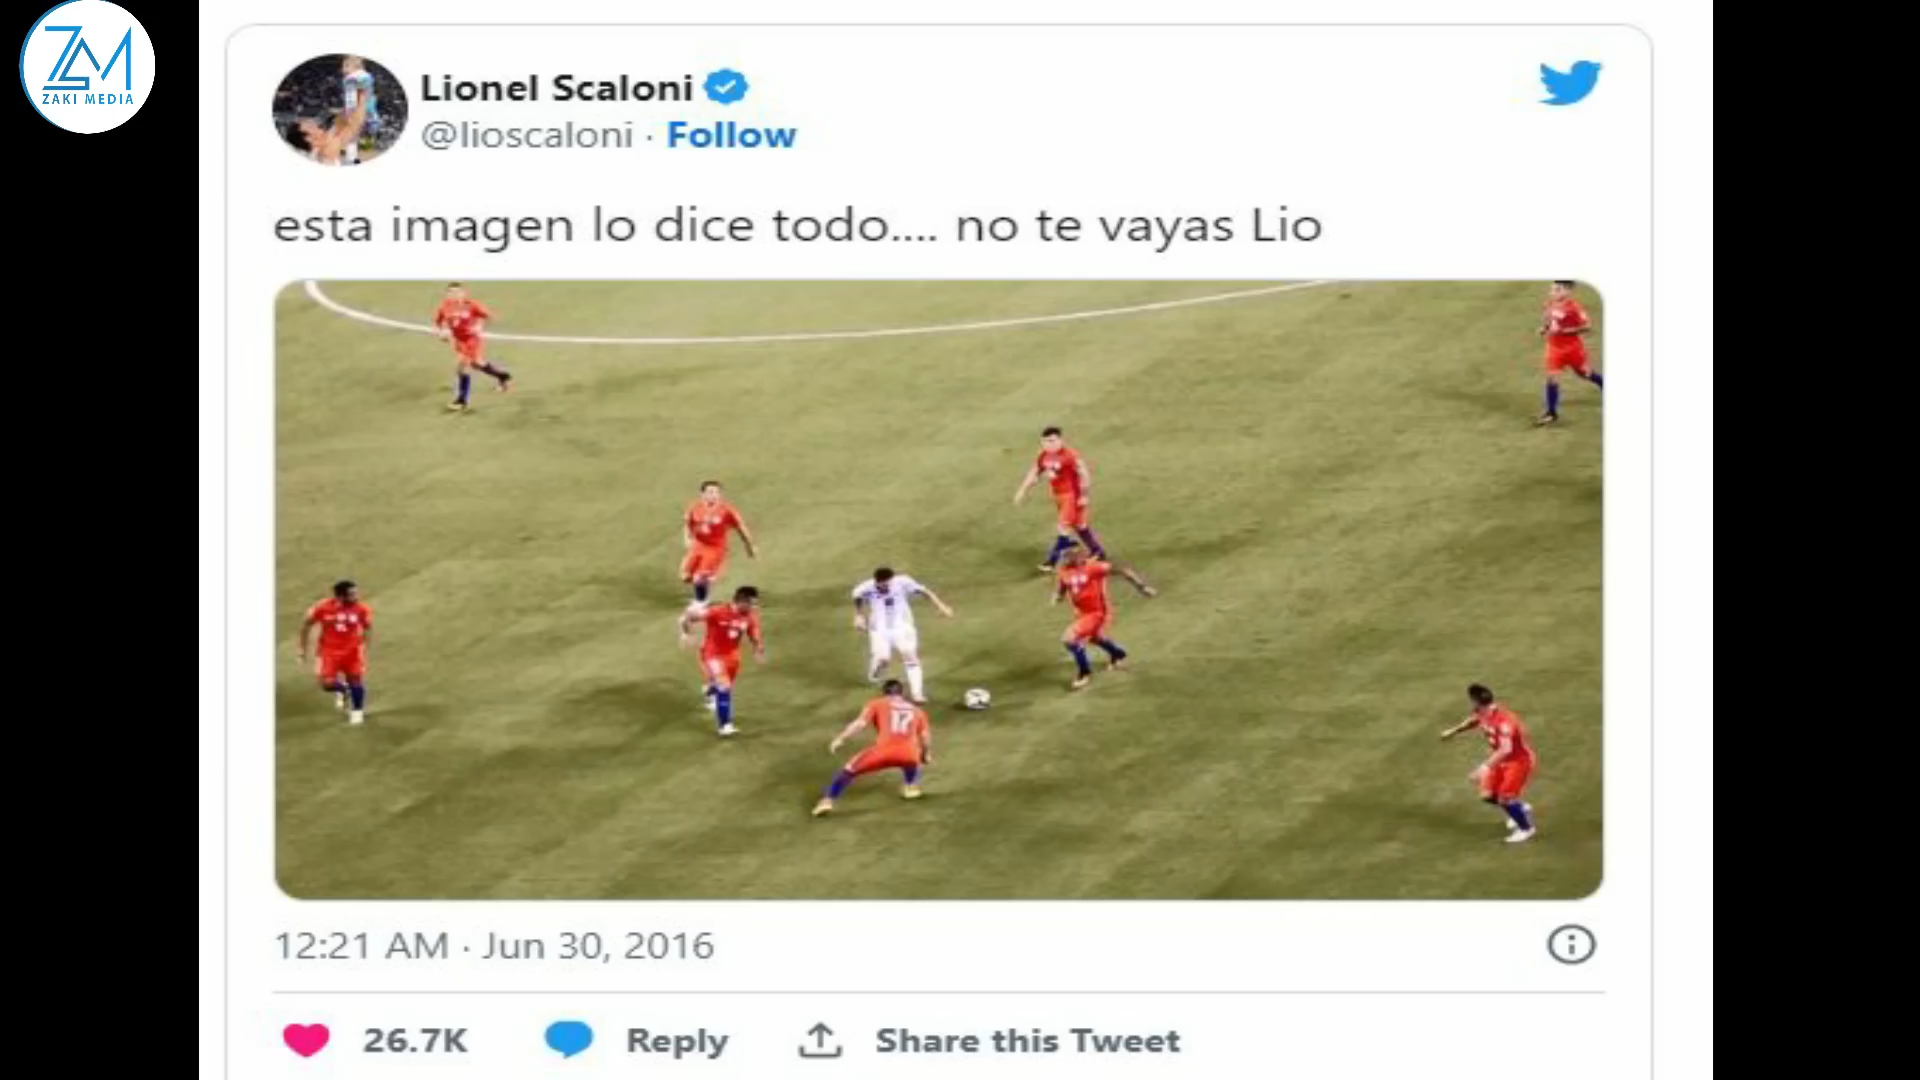 ZM
ZAKI MEDIA
Lionel Scaloni
@lioscaloni · Follow
esta imagen lo dice todo.... no te vayas Lio
17
12:21 AM · Jun 30, 2016
26.7K Reply Share this Tweet